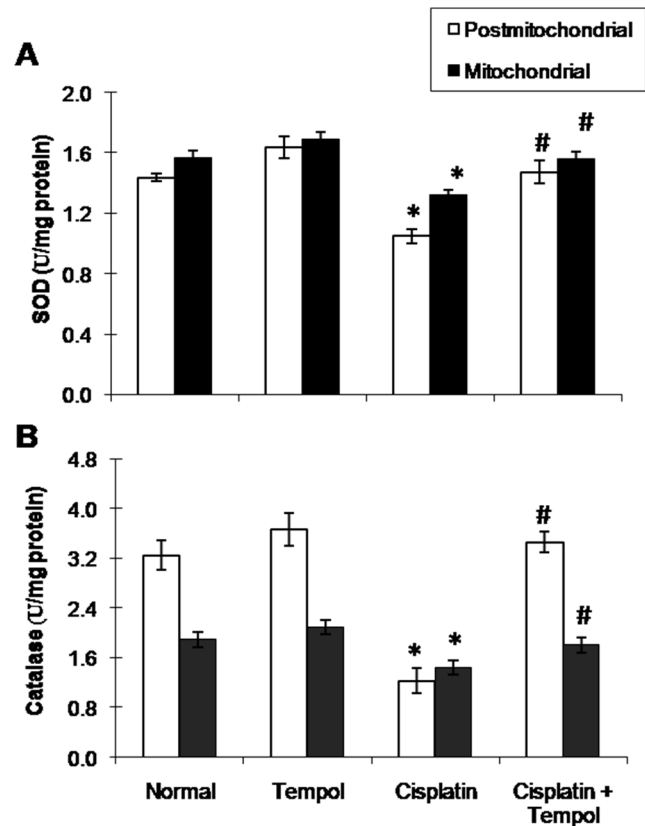 Postmitochondrial
Mitochondrial
A
SOD (U/mg protein)
2.0
1.6
1.2
0.8
0.4
0.0
* * # #
B
Catalase (U/mg protein)
4.8
4.0
3.2
2.4
1.6
0.8
0.0
* * # #
Normal Tempol Cisplatin Cisplatin +
Tempol